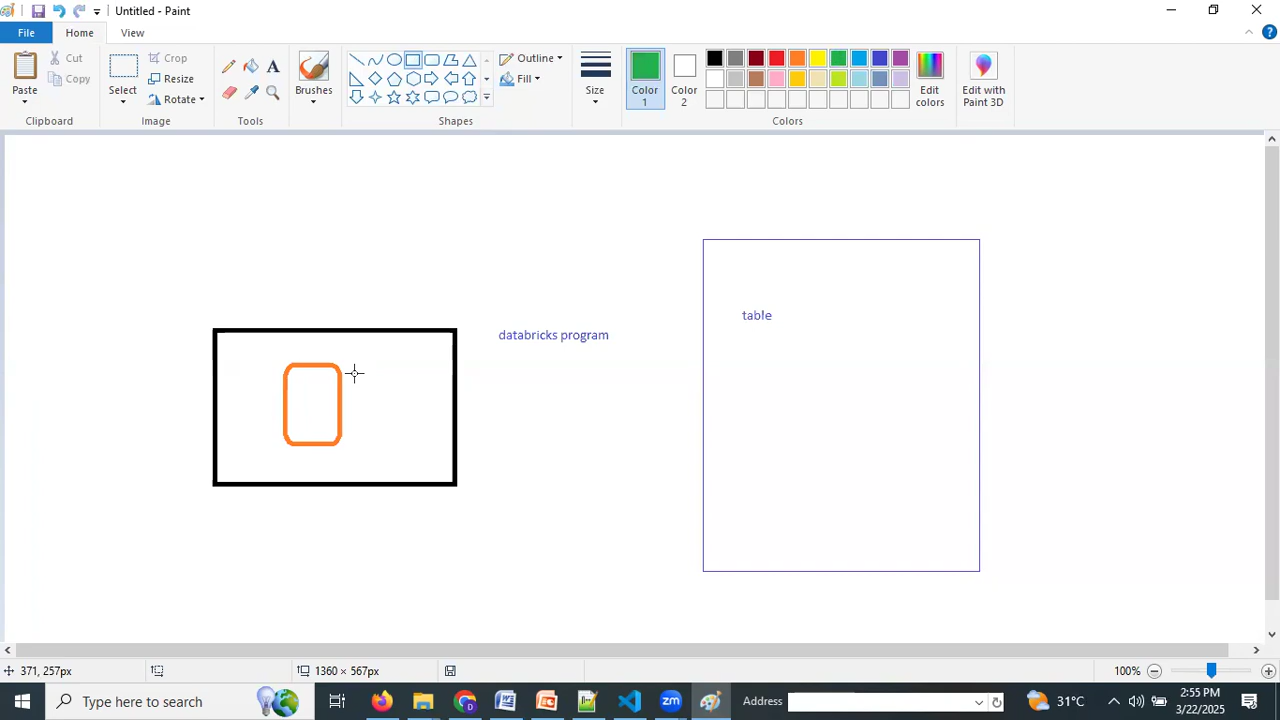 Untitled - Paint
File
Home
View
Paste
Cut
Copy
Clipboard
Select
Crop
Resize
Rotate
Image
A
Tools
Brushes
Outline
Fill
Shapes
Size
Color
1
Color
2
Edit
colors
Colors
Edit with
Paint 3D
table
databricks program
371, 257px
1360 × 567px
100%
Type here to search
Address
31°C
2:55 PM
3/22/2025